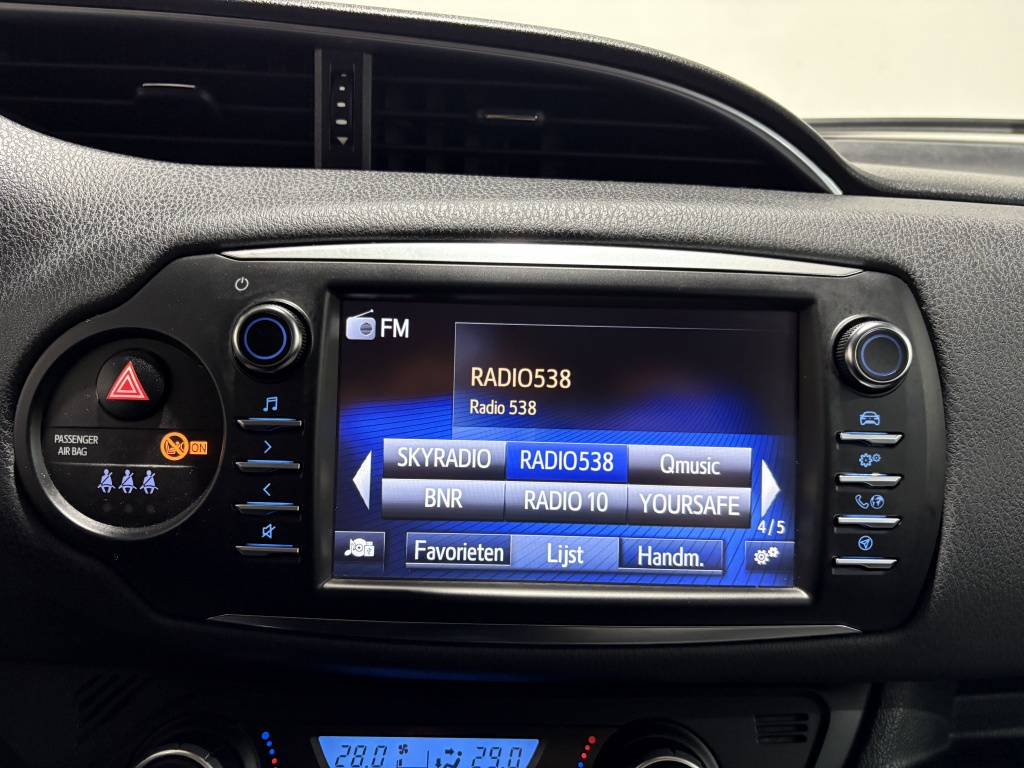 FM
RADIO538
Radio 538
SKYRADIO RADIO538 Qmusic
BNR RADIO 10 YOURSAFE
4/5
Favorieten Lijst Handm.
PASSENGER
AIR BAG
ON
28.0 29.0